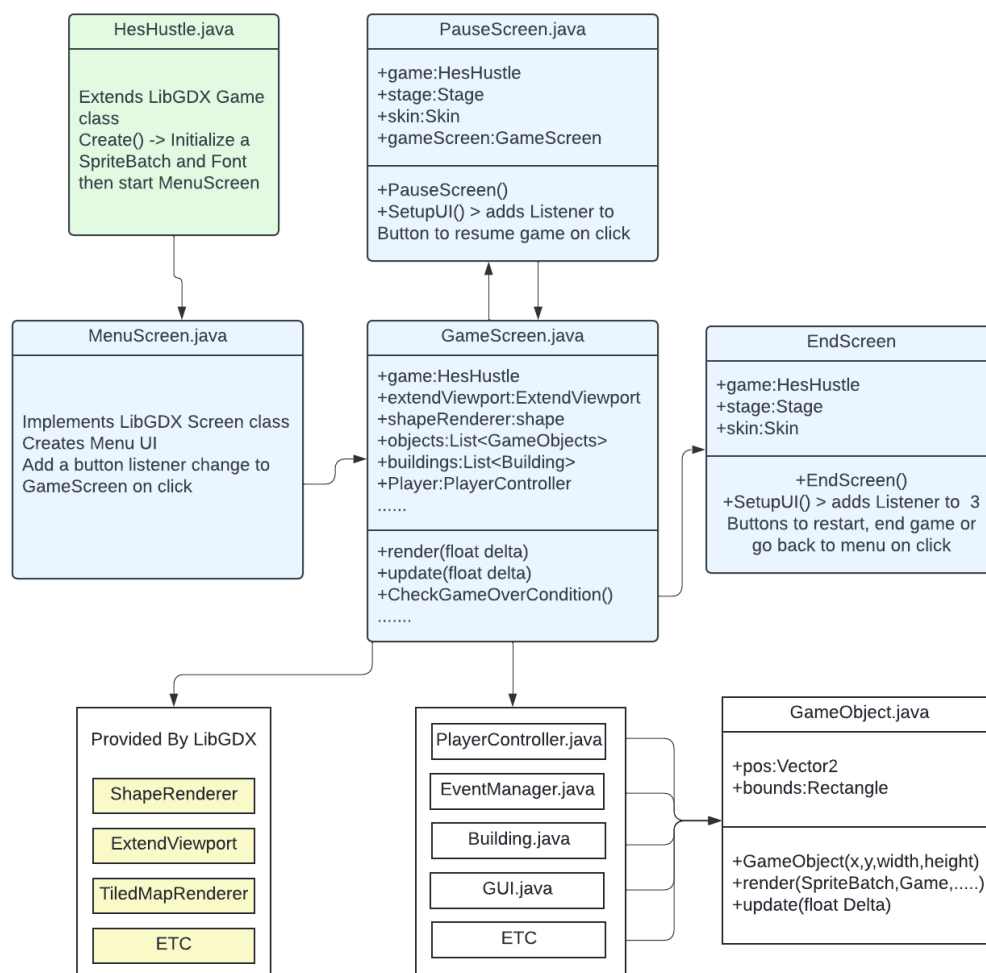 HesHustle.java
Extends LibGDX Game
class
Create() -> Initialize a
SpriteBatch and Font
then start MenuScreen
PauseScreen.java
+game:HesHustle
+stage:Stage
+skin:Skin
+gameScreen:GameScreen
+PauseScreen()
+SetupUI() > adds Listener to
Button to resume game on click
MenuScreen.java
Implements LibGDX Screen class
Creates Menu UI
Add a button listener change to
GameScreen on click
GameScreen.java
+game:HesHustle
+extendViewport:ExtendViewport
+shapeRenderer:shape
+objects:List<GameObjects>
+buildings:List<Building>
+Player:PlayerController
......
+render(float delta)
+update(float delta)
+CheckGameOverCondition()
.......
EndScreen
+game:HesHustle
+stage:Stage
+skin:Skin
+EndScreen()
+SetupUI() > adds Listener to 3
Buttons to restart, end game or
go back to menu on click
Provided By LibGDX
ShapeRenderer
ExtendViewport
TiledMapRenderer
ETC
PlayerController.java
EventManager.java
Building.java
GUI.java
ETC
GameObject.java
+pos:Vector2
+bounds:Rectangle
+GameObject(x,y,width,height)
+render(SpriteBatch,Game,.....)
+update(float Delta)